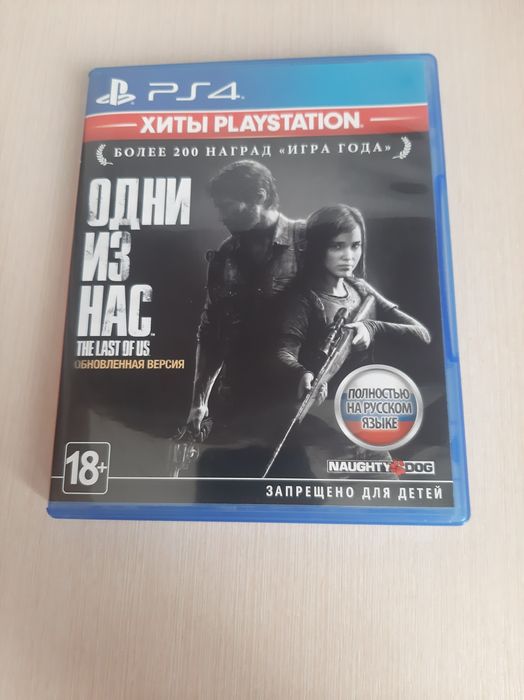 PS4
ХИТЫ PLAYSTATION
БОЛЕЕ 200 НАГРАД «ИГРА ГОДА»
ОДНИ
ИЗ
НАС
THE LAST OF US
ОБНОВЛЕННАЯ ВЕРСИЯ
ПОЛНОСТЬЮ
НА РУССКОМ
ЯЗЫКЕ
18+
NAUGHTY DOG
ЗАПРЕЩЕНО ДЛЯ ДЕТЕЙ